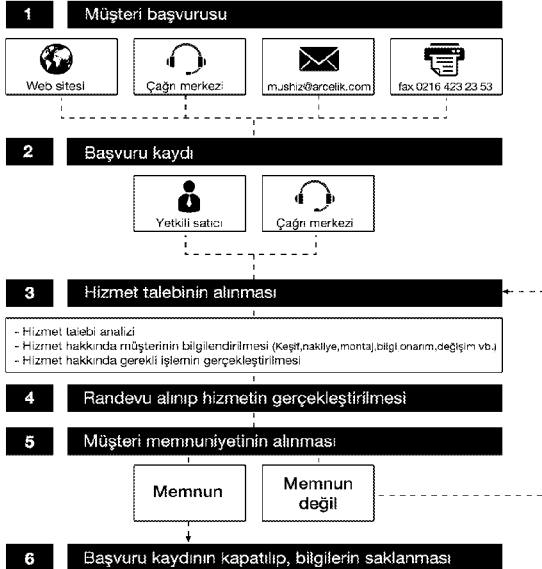 1 Müşteri başvurusu
Web sitesi
Çağrı merkezi
mushiz@arcelik.com
fax 0216 423 23 53
2 Başvuru kaydı
Yetkili satıcı
Çağrı merkezi
3 Hizmet talebinin alınması
- Hizmet talebi analizi
- Hizmet hakkında müşterinin bilgilendirilmesi (Keşif,nakliye,montaj,bilgi,onarım,değişim vb.)
- Hizmet hakkında gerekli işlemin gerçekleştirilmesi
4 Randevu alınıp hizmetin gerçekleştirilmesi
5 Müşteri memnuniyetinin alınması
Memnun
Memnun
değil
6 Başvuru kaydının kapatılıp, bilgilerin saklanması